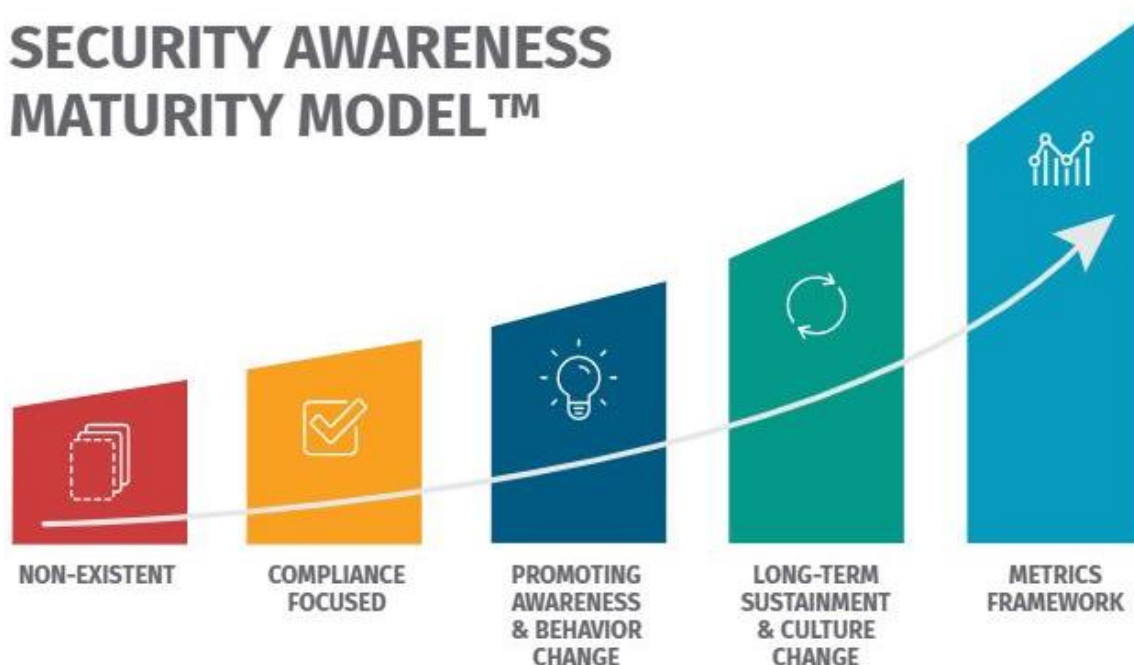 SECURITY AWARENESS
MATURITY MODEL™
NON-EXISTENT
COMPLIANCE
FOCUSED
PROMOTING
AWARENESS
& BEHAVIOR
CHANGE
LONG-TERM
SUSTAINMENT
& CULTURE
CHANGE
METRICS
FRAMEWORK